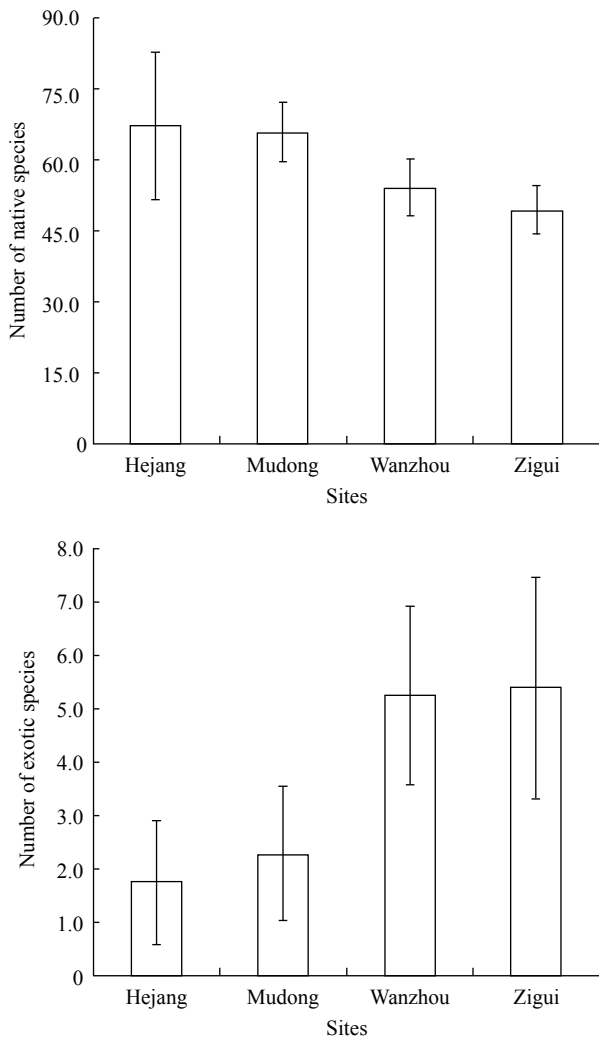 90.0
75.0
60.0
45.0
30.0
15.0
0
Number of native species
Hejang Mudong Wanzhou Zigui
Sites
8.0
7.0
6.0
5.0
4.0
3.0
2.0
1.0
0
Number of exotic species
Hejang Mudong Wanzhou Zigui
Sites